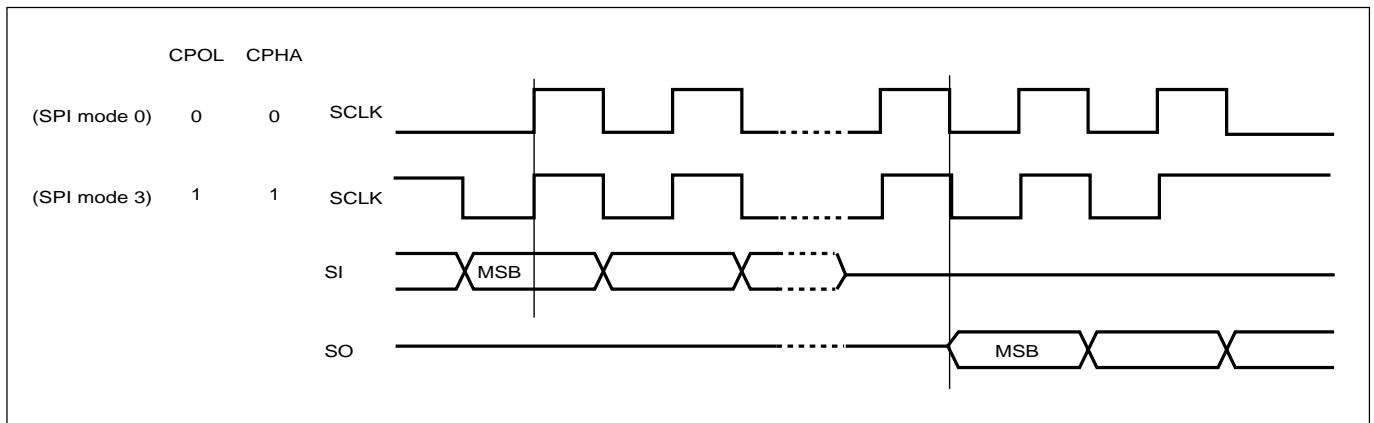 CPOL CPHA
(SPI mode 0) 0 0 SCLK
(SPI mode 3) 1 1 SCLK
SI MSB
SO MSB